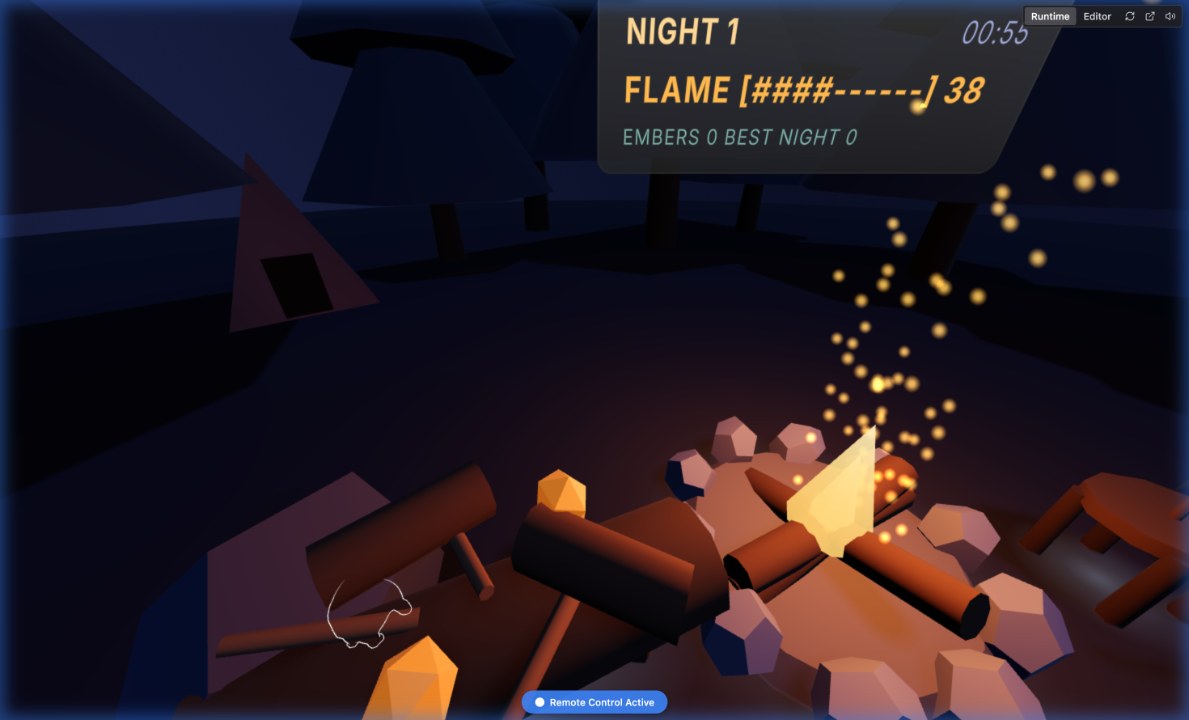 Runtime Editor
NIGHT 1 00:55
FLAME [####------] 38
EMBERS 0 BEST NIGHT 0
Remote Control Active